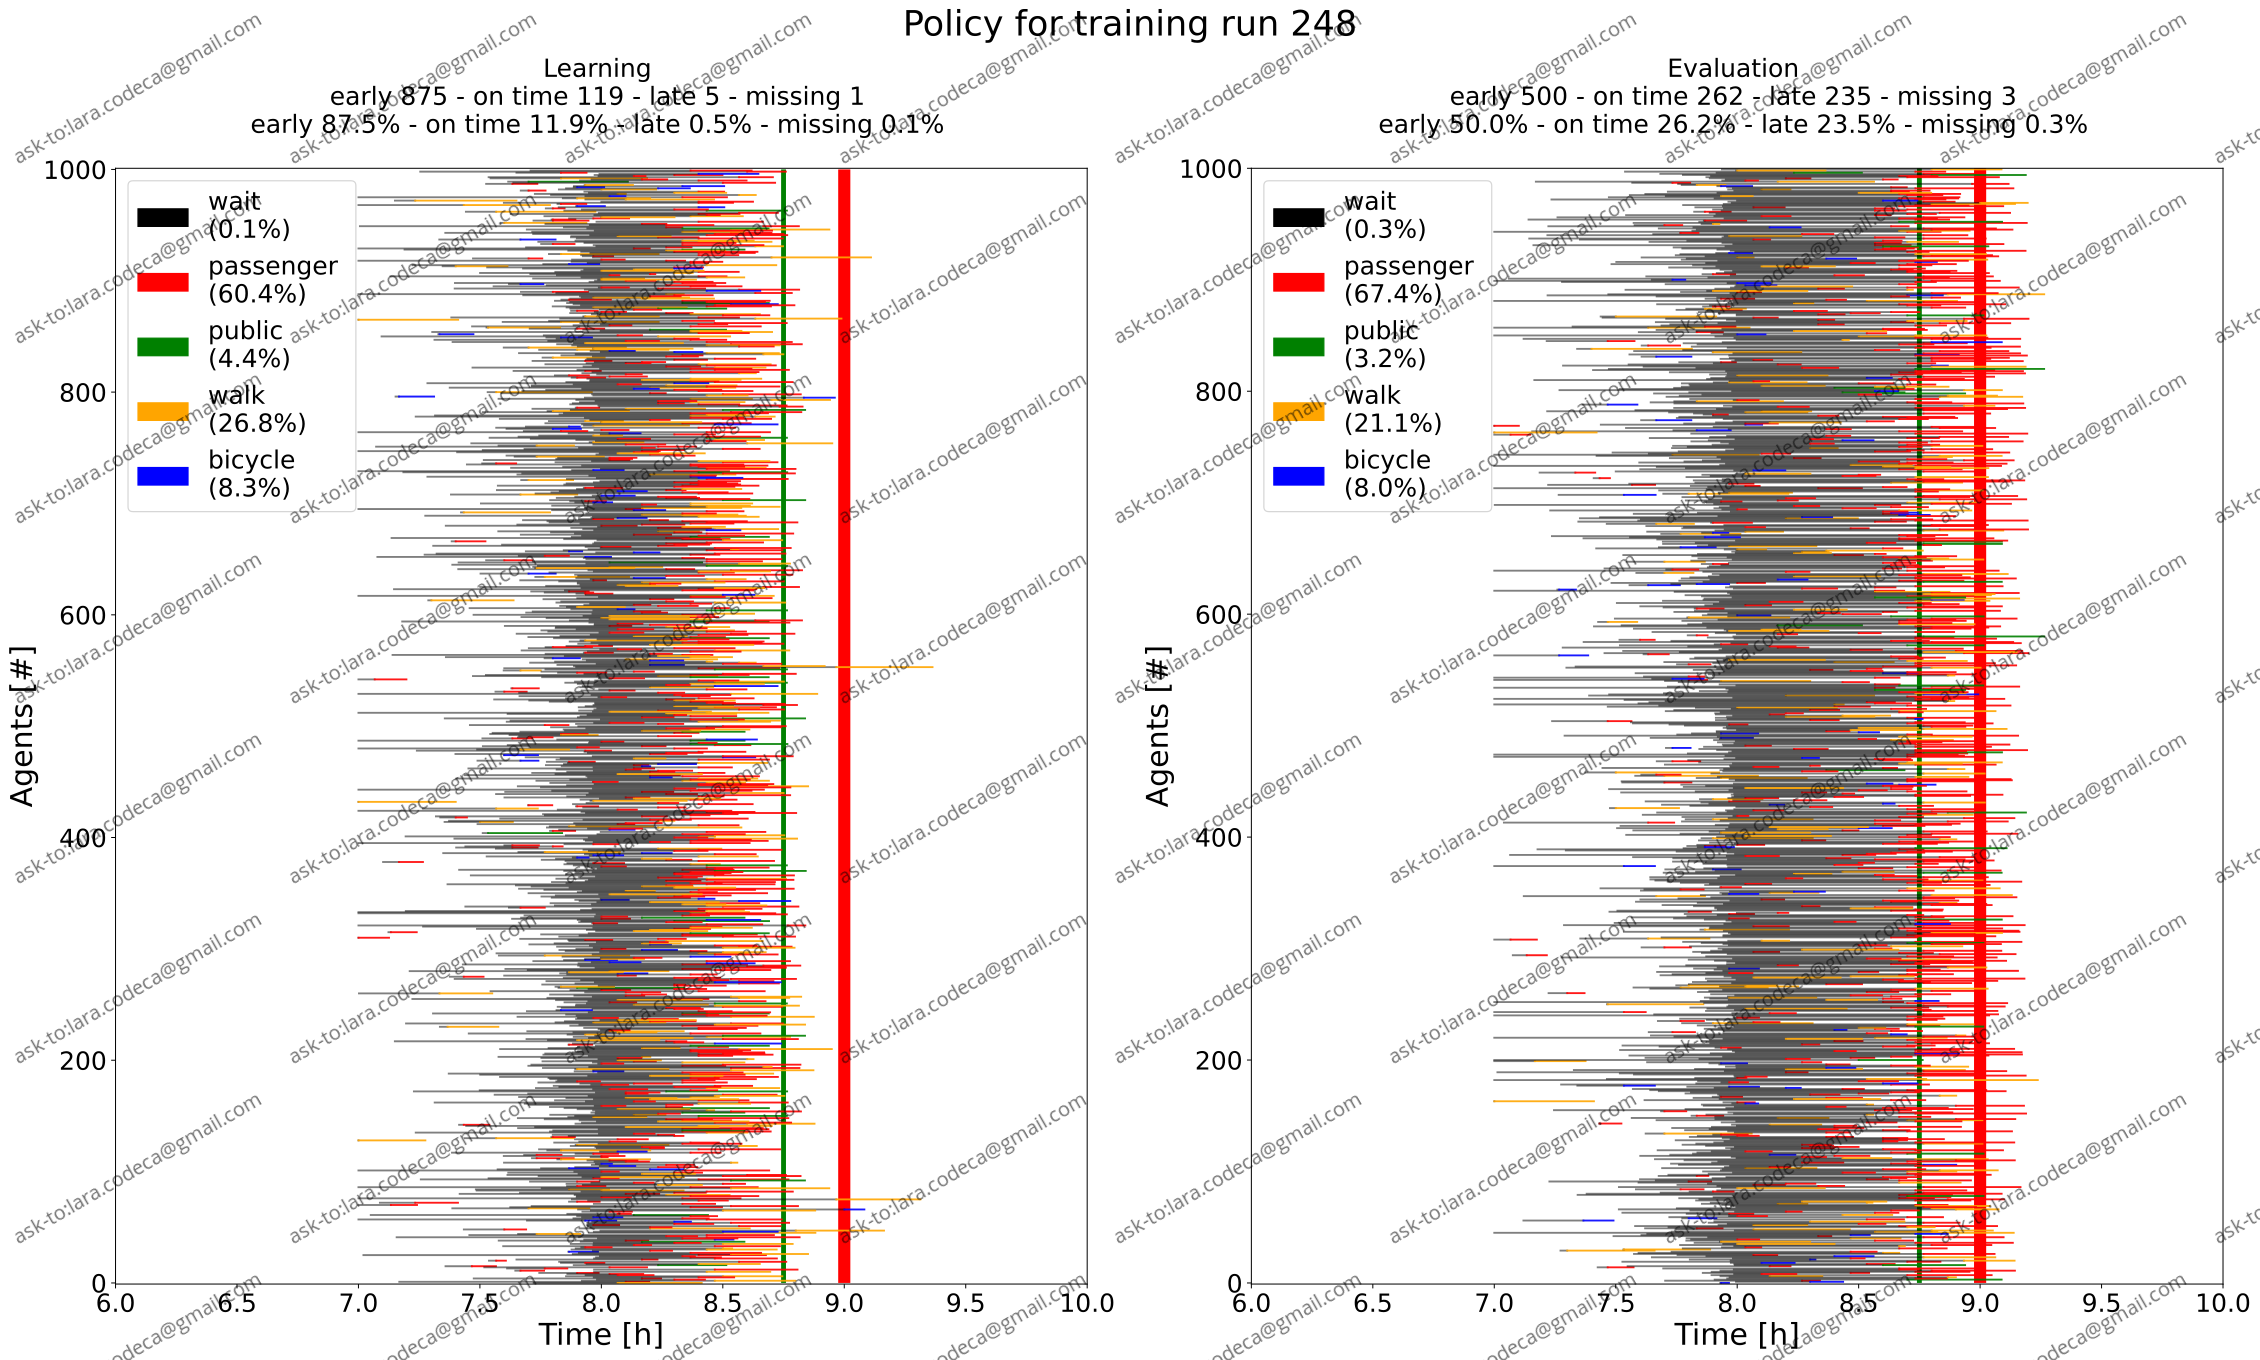 Policy for training run 248
Learning
early 875 - on time 119 - late 5 - missing 1
early 87.5% - on time 11.9% - late 0.5% - missing 0.1%
1000
800
600
400
200
0
Agents [#]
wait
(0.1%)
passenger
(60.4%)
public
(4.4%)
walk
(26.8%)
bicycle
(8.3%)
6.0 6.5 7.0 7.5 8.0 8.5 9.0 9.5 10.0
Time [h]
Evaluation
early 500 - on time 262 - late 235 - missing 3
early 50.0% - on time 26.2% - late 23.5% - missing 0.3%
1000
800
600
400
200
0
Agents [#]
wait
(0.3%)
passenger
(67.4%)
public
(3.2%)
walk
(21.1%)
bicycle
(8.0%)
6.0 6.5 7.0 7.5 8.0 8.5 9.0 9.5 10.0
Time [h]
ask-to:lara.codeca@gmail.com